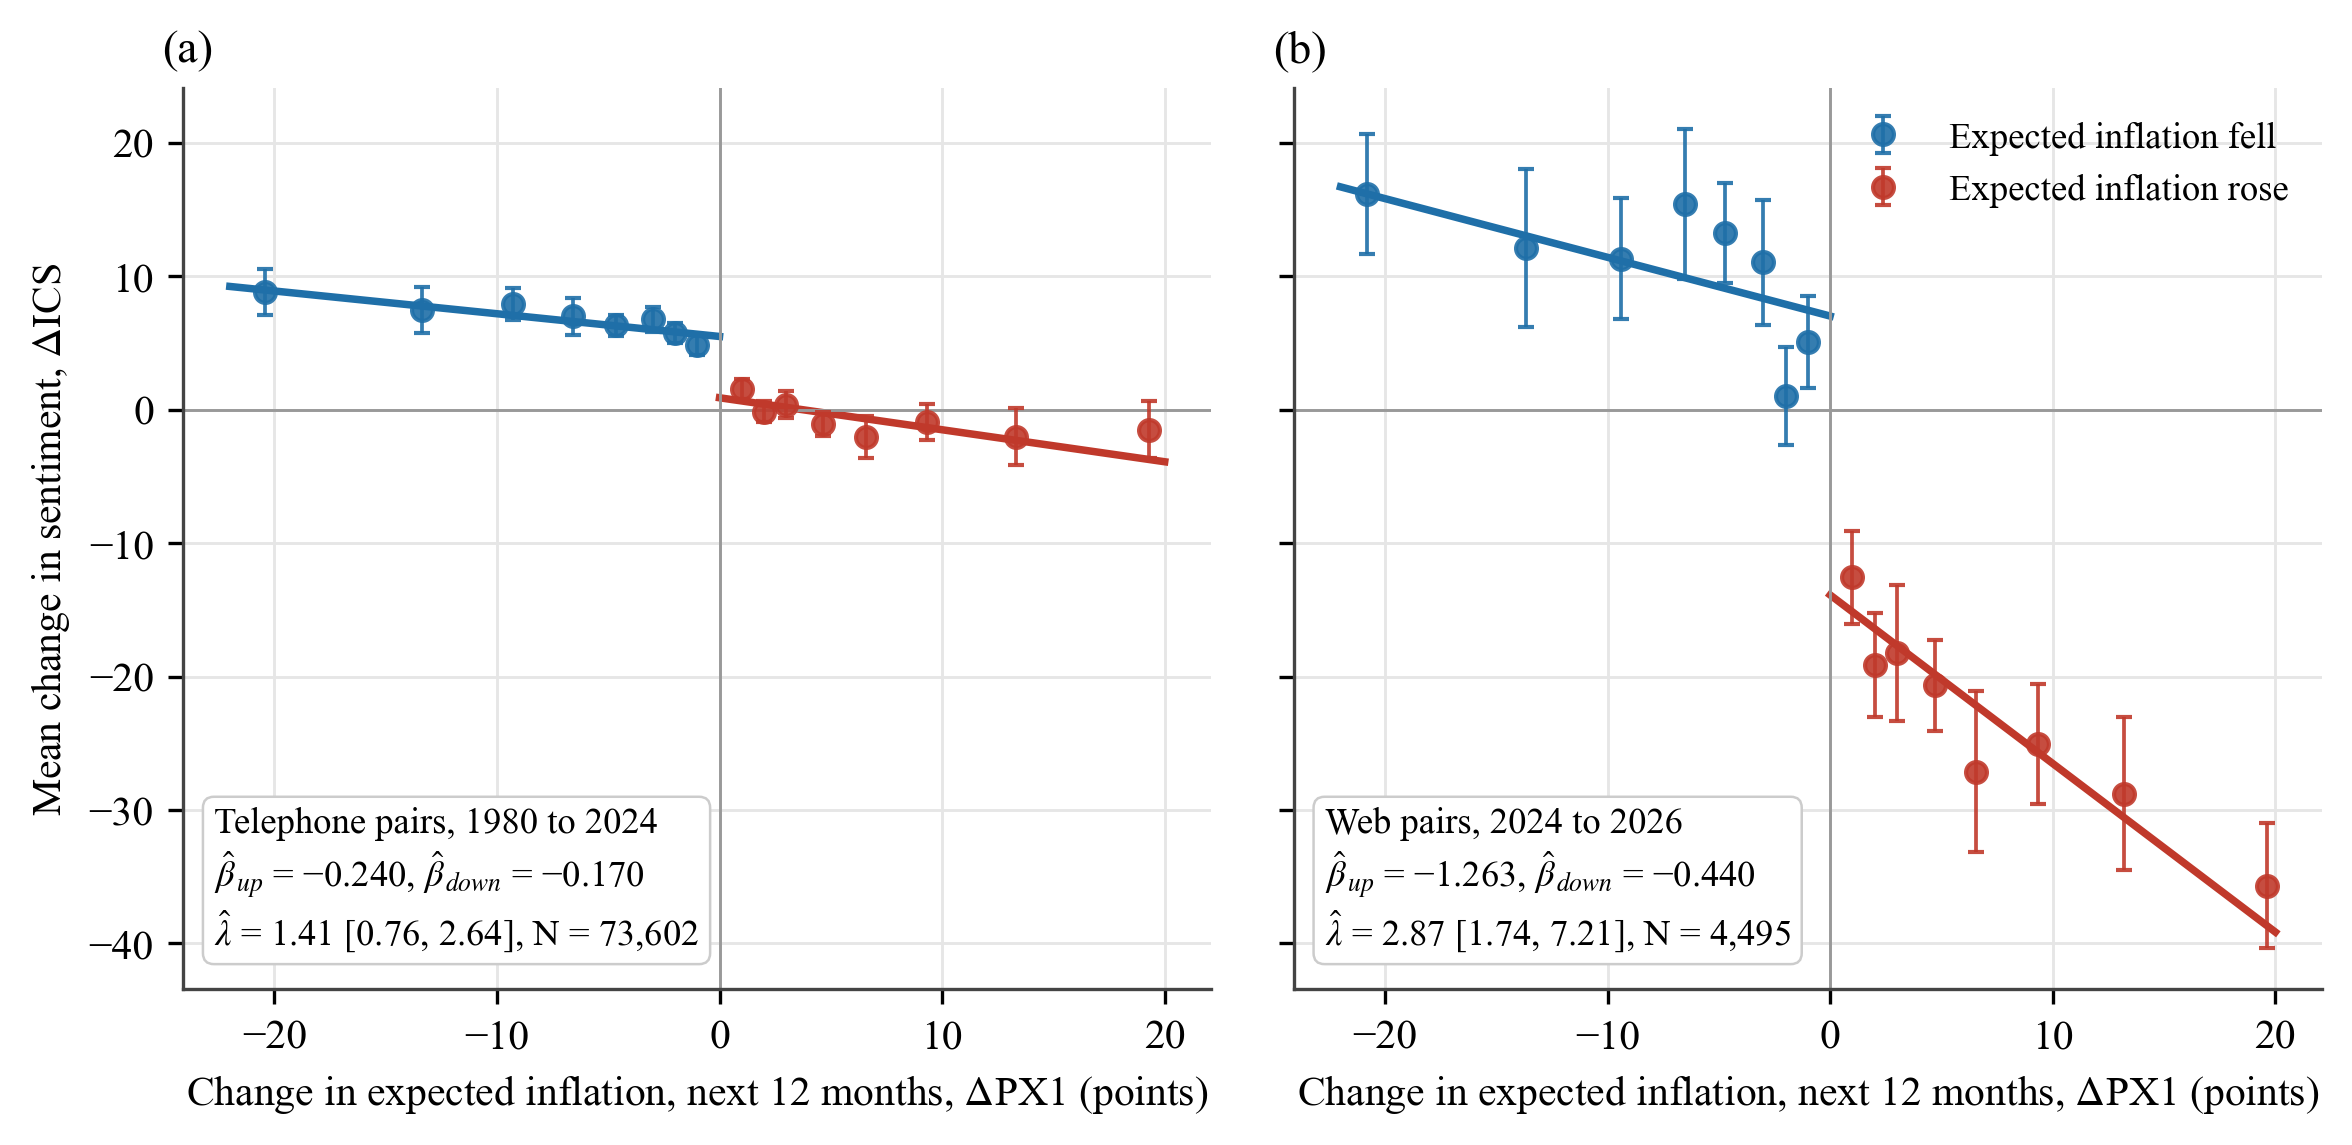 (a)
(b)
20
10
0
−10
−20
−30
−40
Mean change in sentiment, ΔICS
Telephone pairs, 1980 to 2024
β̂up = −0.240, β̂down = −0.170
λ̂ = 1.41 [0.76, 2.64], N = 73,602
−20
−10
0
10
20
Change in expected inflation, next 12 months, ΔPX1 (points)
Expected inflation fell
Expected inflation rose
Web pairs, 2024 to 2026
β̂up = −1.263, β̂down = −0.440
λ̂ = 2.87 [1.74, 7.21], N = 4,495
−20
−10
0
10
20
Change in expected inflation, next 12 months, ΔPX1 (points)